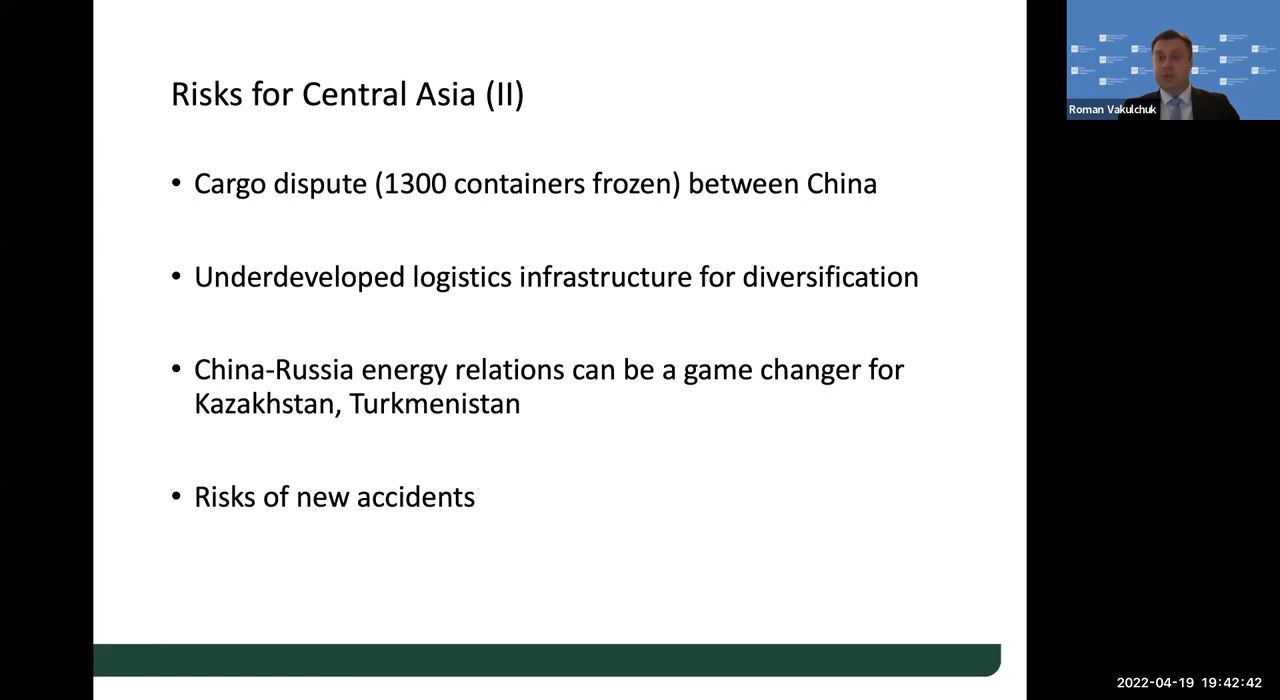 Risks for Central Asia (II)
• Cargo dispute (1300 containers frozen) between China
• Underdeveloped logistics infrastructure for diversification
• China-Russia energy relations can be a game changer for
Kazakhstan, Turkmenistan
• Risks of new accidents
Roman Vakulchuk
2022-04-19 19:42:42